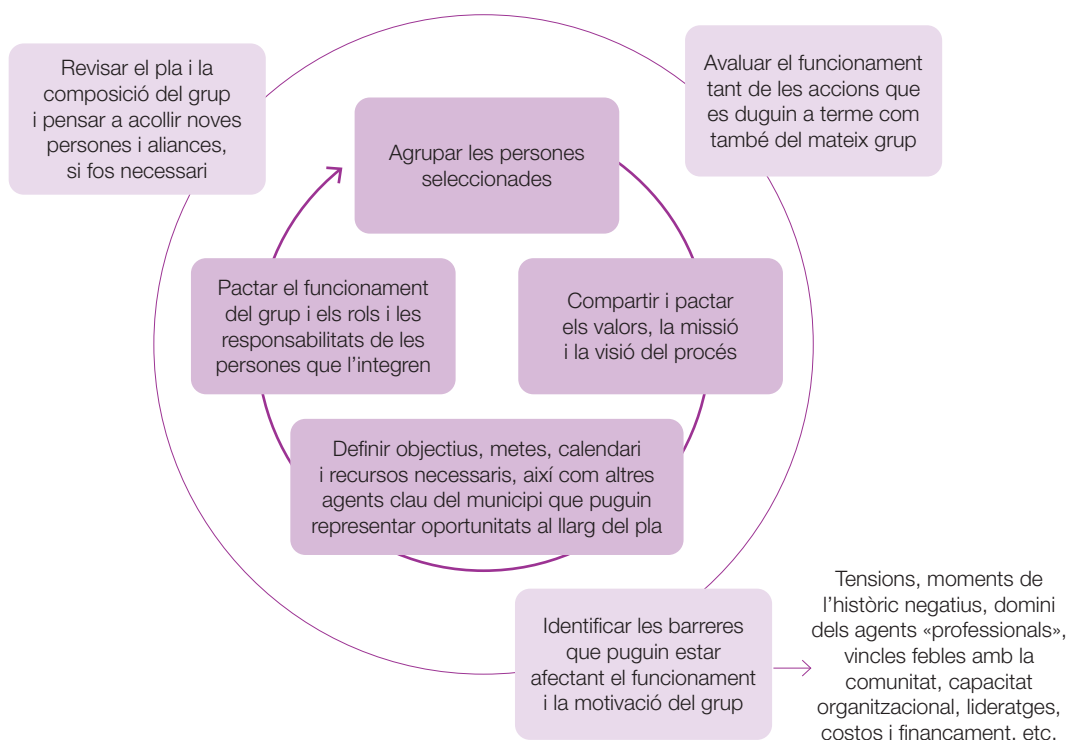 Revisar el pla i la
composició del grup
i pensar a acollir noves
persones i aliances,
si fos necessari
Avaluar el funcionament
tant de les accions que
es duguin a terme com
també del mateix grup
Agrupar les persones
seleccionades
Pactar el funcionament
del grup i els rols i les
responsabilitats de les
persones que l’integren
Compartir i pactar
els valors, la missió
i la visió del procés
Definir objectius, metes, calendari
i recursos necessaris, així com altres
agents clau del municipi que puguin
representar oportunitats al llarg del pla
Identificar les barreres
que puguin estar
afectant el funcionament
i la motivació del grup
Tensions, moments de
l’històric negatius, domini
dels agents «professionals»,
vincles febles amb la
comunitat, capacitat
organitzacional, lideratges,
costos i finançament, etc.